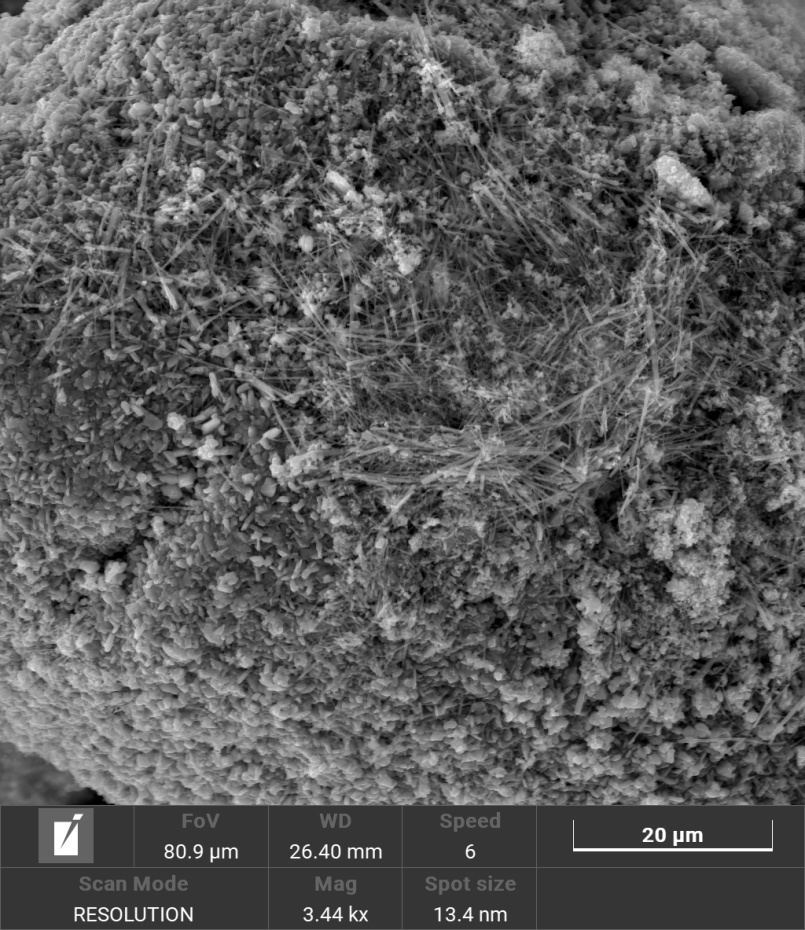 FoV WD Speed
80.9 µm 26.40 mm 6
20 µm
Scan Mode Mag Spot size
RESOLUTION 3.44 kx 13.4 nm